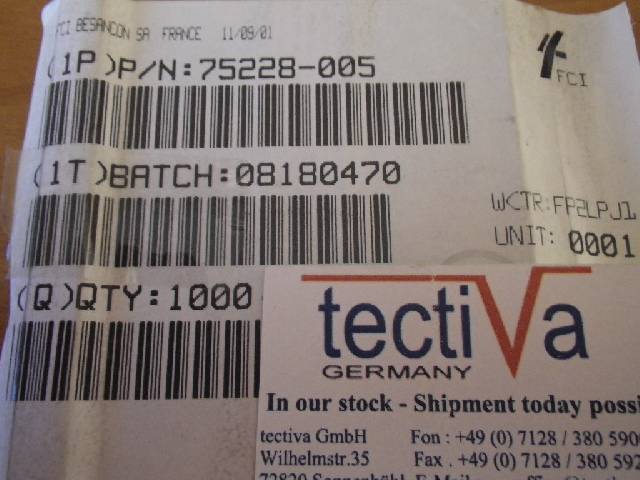 FCI BESANCON SA FRANCE 11/09/01
FCI
(1P)P/N:75228-005
(1T)BATCH:08180470
WCTR:FP2LPJ1
UNIT: 0001
(Q)QTY:1000
tectiVa
GERMANY
In our stock - Shipment today possi
tectiva GmbH Fon : +49 (0) 7128 / 380 590
Wilhelmstr.35 Fax . +49 (0) 7128 / 380 592